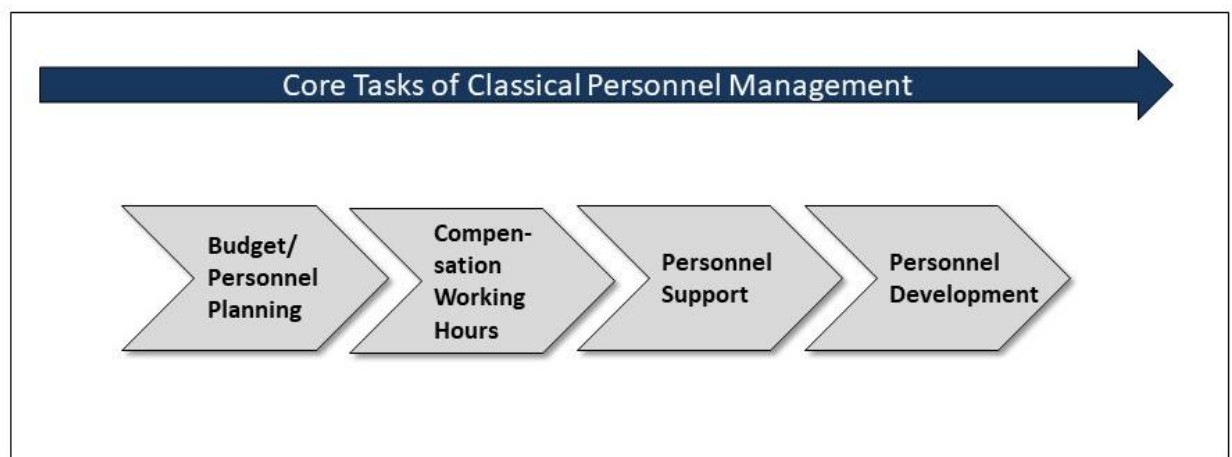 Core Tasks of Classical Personnel Management
Budget/
Personnel
Planning
Compen-
sation
Working
Hours
Personnel
Support
Personnel
Development